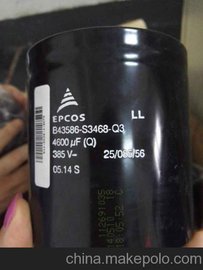 EPCOS
LL
B43586-S3468-Q3
4600 µF (Q)
385 V–
25/085/56
05.14 S
china.makepolo.com